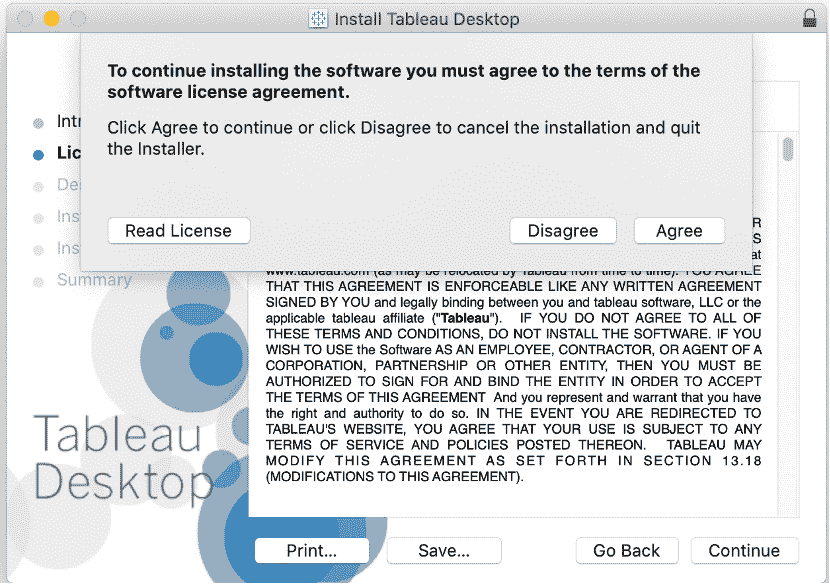 Install Tableau Desktop
To continue installing the software you must agree to the terms of the
software license agreement.
Click Agree to continue or click Disagree to cancel the installation and quit
the Installer.
Read License
Disagree
Agree
Summary
www.tableau.com (as may be relocated by Tableau from time to time). YOU AGREE
THAT THIS AGREEMENT IS ENFORCEABLE LIKE ANY WRITTEN AGREEMENT
SIGNED BY YOU and legally binding between you and tableau software, LLC or the
applicable tableau affiliate ("Tableau"). IF YOU DO NOT AGREE TO ALL OF
THESE TERMS AND CONDITIONS, DO NOT INSTALL THE SOFTWARE. IF YOU
WISH TO USE the Software AS AN EMPLOYEE, CONTRACTOR, OR AGENT OF A
CORPORATION, PARTNERSHIP OR OTHER ENTITY, THEN YOU MUST BE
AUTHORIZED TO SIGN FOR AND BIND THE ENTITY IN ORDER TO ACCEPT
THE TERMS OF THIS AGREEMENT And you represent and warrant that you have
the right and authority to do so. IN THE EVENT YOU ARE REDIRECTED TO
TABLEAU'S WEBSITE, YOU AGREE THAT YOUR USE IS SUBJECT TO ANY
TERMS OF SERVICE AND POLICIES POSTED THEREON. TABLEAU MAY
MODIFY THIS AGREEMENT AS SET FORTH IN SECTION 13.18
(MODIFICATIONS TO THIS AGREEMENT).
Tableau
Desktop
Print...
Save...
Go Back
Continue